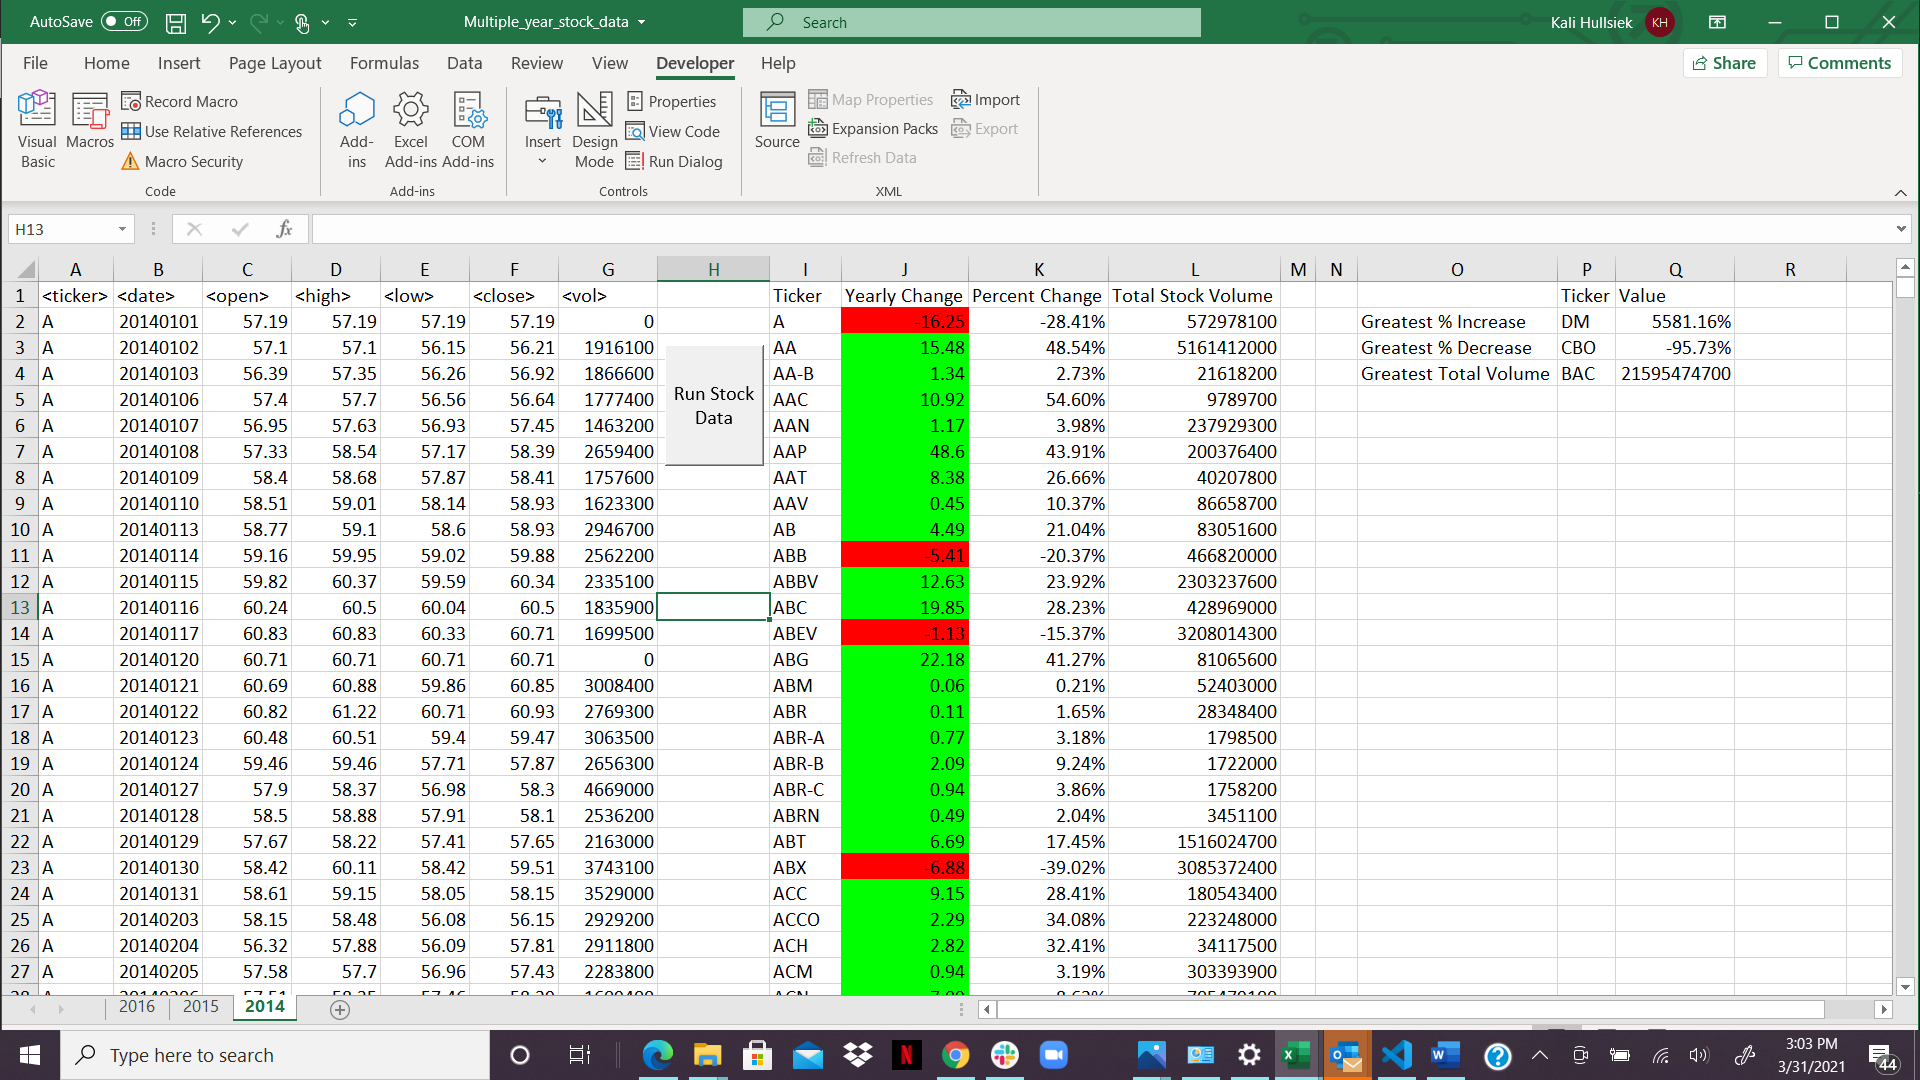 AutoSave Off Multiple_year_stock_data Search Kali Hullsiek KH
File Home Insert Page Layout Formulas Data Review View Developer Help Share Comments
Visual Basic
Macros
Record Macro
Use Relative References
Macro Security
Code
Add-ins
Excel Add-ins
COM Add-ins
Add-ins
Insert
Design Mode
Properties
View Code
Run Dialog
Controls
Source
Map Properties
Expansion Packs
Refresh Data
Import
Export
XML
H13 fx
A B C D E F G H I J K L M N O P Q R
1 <ticker> <date> <open> <high> <low> <close> <vol> Ticker Yearly Change Percent Change Total Stock Volume Ticker Value
2 A 20140101 57.19 57.19 57.19 57.19 0 A -16.25 -28.41% 572978100 Greatest % Increase DM 5581.16%
3 A 20140102 57.1 57.1 56.15 56.21 1916100 AA 15.48 48.54% 5161412000 Greatest % Decrease CBO -95.73%
4 A 20140103 56.39 57.35 56.26 56.92 1866600 AA-B 1.34 2.73% 21618200 Greatest Total Volume BAC 21595474700
Run Stock
Data
5 A 20140106 57.4 57.7 56.56 56.64 1777400 AAC 10.92 54.60% 9789700
6 A 20140107 56.95 57.63 56.93 57.45 1463200 AAN 1.17 3.98% 237929300
7 A 20140108 57.33 58.54 57.17 58.39 2659400 AAP 48.6 43.91% 200376400
8 A 20140109 58.4 58.68 57.87 58.41 1757600 AAT 8.38 26.66% 40207800
9 A 20140110 58.51 59.01 58.14 58.93 1623300 AAV 0.45 10.37% 86658700
10 A 20140113 58.77 59.1 58.6 58.93 2946700 AB 4.49 21.04% 83051600
11 A 20140114 59.16 59.95 59.02 59.88 2562200 ABB -5.41 -20.37% 466820000
12 A 20140115 59.82 60.37 59.59 60.34 2335100 ABBV 12.63 23.92% 2303237600
13 A 20140116 60.24 60.5 60.04 60.5 1835900 ABC 19.85 28.23% 428969000
14 A 20140117 60.83 60.83 60.33 60.71 1699500 ABEV -1.13 -15.37% 3208014300
15 A 20140120 60.71 60.71 60.71 60.71 0 ABG 22.18 41.27% 81065600
16 A 20140121 60.69 60.88 59.86 60.85 3008400 ABM 0.06 0.21% 52403000
17 A 20140122 60.82 61.22 60.71 60.93 2769300 ABR 0.11 1.65% 28348400
18 A 20140123 60.48 60.51 59.4 59.47 3063500 ABR-A 0.77 3.18% 1798500
19 A 20140124 59.46 59.46 57.71 57.87 2656300 ABR-B 2.09 9.24% 1722000
20 A 20140127 57.9 58.37 56.98 58.3 4669000 ABR-C 0.94 3.86% 1758200
21 A 20140128 58.5 58.88 57.91 58.1 2536200 ABRN 0.49 2.04% 3451100
22 A 20140129 57.67 58.22 57.41 57.65 2163000 ABT 6.69 17.45% 1516024700
23 A 20140130 58.42 60.11 58.42 59.51 3743100 ABX -6.88 -39.02% 3085372400
24 A 20140131 58.61 59.15 58.05 58.15 3529000 ACC 9.15 28.41% 180543400
25 A 20140203 58.15 58.48 56.08 56.15 2929200 ACCO 2.29 34.08% 223248000
26 A 20140204 56.32 57.88 56.09 57.81 2911800 ACH 2.82 32.41% 34117500
27 A 20140205 57.58 57.7 56.96 57.43 2283800 ACM 0.94 3.19% 303393900
2016 2015 2014
Type here to search 3:03 PM
3/31/2021 44